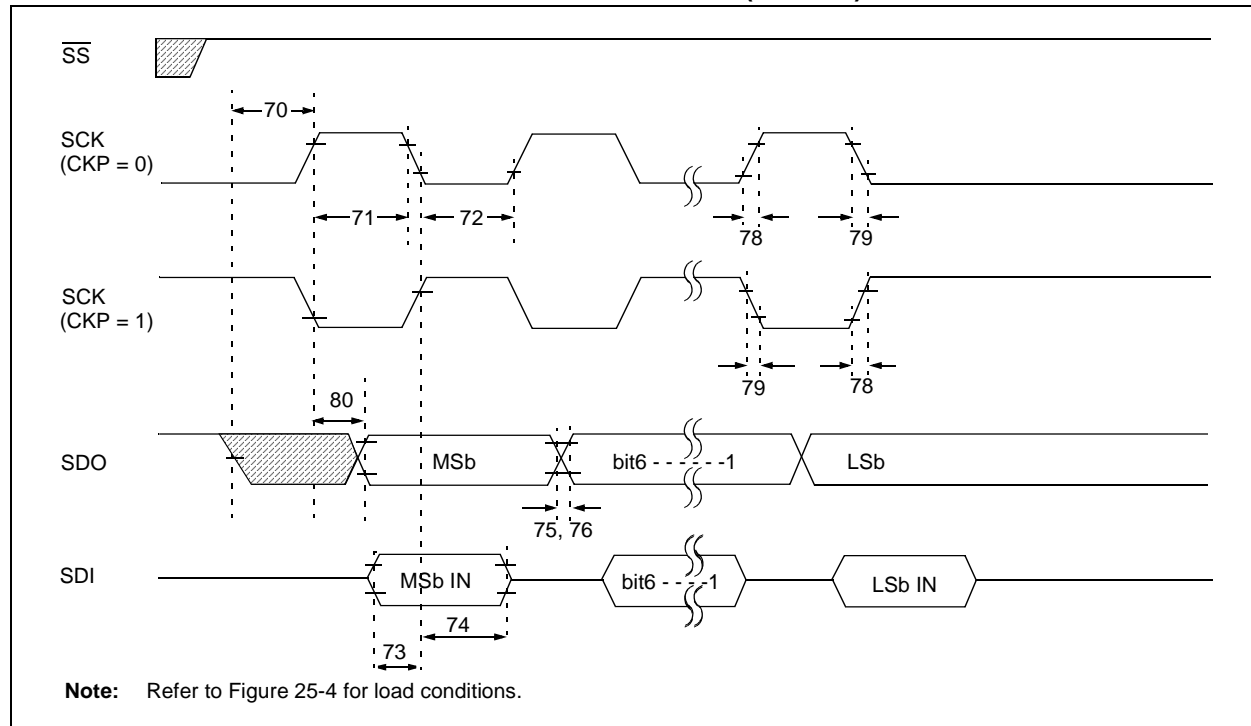 SS
70
SCK
(CKP = 0)
71
72
78
79
SCK
(CKP = 1)
79
78
80
SDO
MSb
bit6 - - - - - -1
LSb
75, 76
SDI
MSb IN
bit6 - - - - -1
LSb IN
74
73
Note: Refer to Figure 25-4 for load conditions.